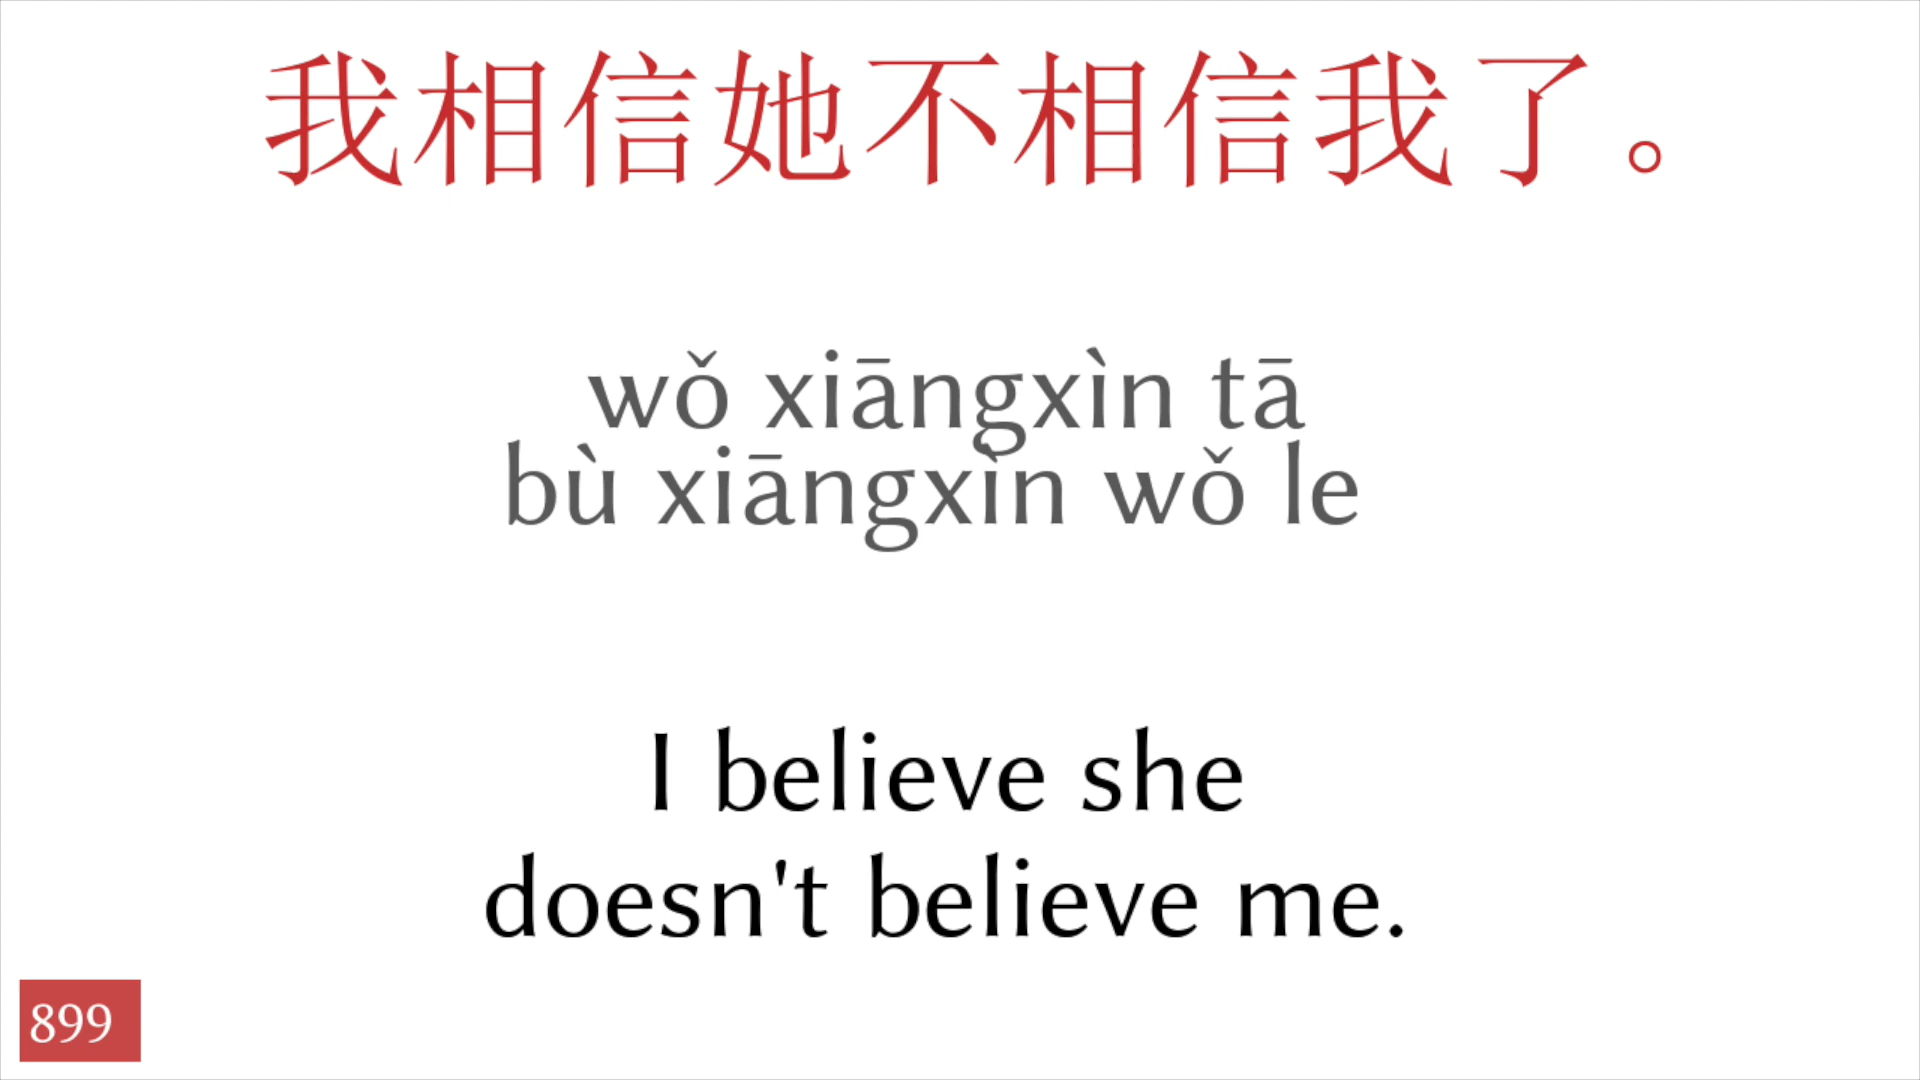 我相信她不相信我了。
wǒ xiāngxìn tā
bù xiāngxìn wǒ le
I believe she
doesn't believe me.
899